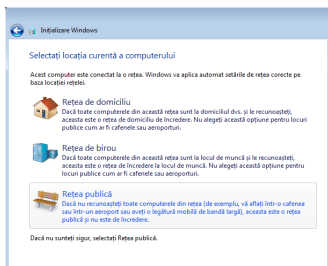 Inițializare Windows
Selectați locația curentă a computerului
Acest computer este conectat la o rețea. Windows va aplica automat setările de rețea corecte pe
baza locației rețelei.
Rețea de domiciliu
Dacă toate computerele din această rețea sunt la domiciliul dvs. și le recunoașteți,
aceasta este o rețea de domiciliu de încredere. Nu alegeți această opțiune pentru locuri
publice cum ar fi cafenele sau aeroporturi.
Rețea de birou
Dacă toate computerele din această rețea sunt la locul de muncă și le recunoașteți,
aceasta este o rețea de încredere la locul de muncă. Nu alegeți această opțiune pentru
locuri publice cum ar fi cafenele sau aeroporturi.
Rețea publică
Dacă nu recunoașteți toate computerele din rețea (de exemplu, vă aflați într-o cafenea
sau într-un aeroport sau aveți o legătură mobilă de bandă largă), aceasta este o rețea
publică și nu este de încredere.
Dacă nu sunteți sigur, selectați Rețea publică.